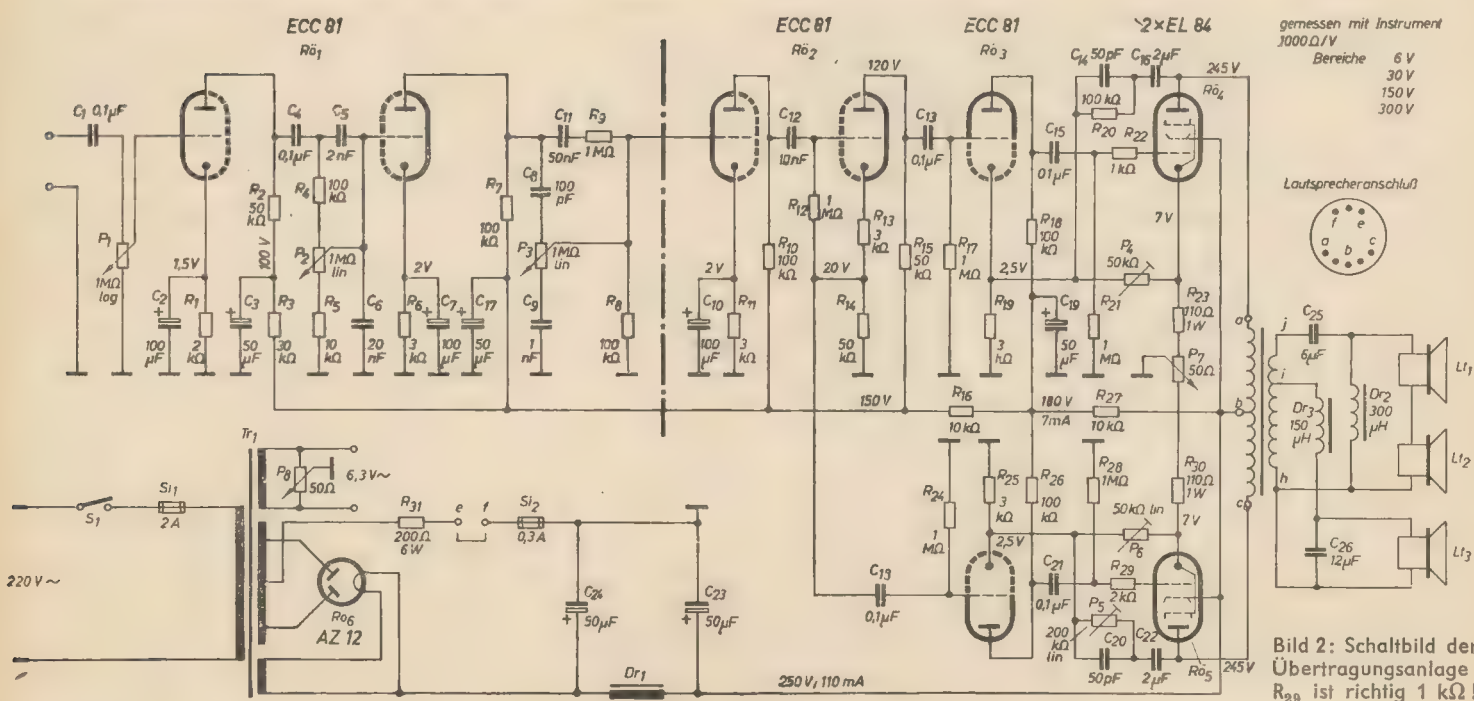 ECC 81
Rö1
ECC 81
Rö2
ECC 81
Rö3
2×EL 84
gemessen mit Instrument
1000Ω/V
Bereiche 6 V
30 V
150 V
300 V
C1 0,1µF
C4
0,1µF
C5
2nF
C11
50nF
R9
1MΩ
C8
100
pF
C12
10nF
120 V
C13
0,1µF
C14 50pF
C16 2µF
245V
Rö4
100 kΩ
R20
R22
1
kΩ
C15
0,1µF
7V
P1
1MΩ
log
R2
50
kΩ
100 V
R4
100
kΩ
P2
1MΩ
lin
R7
100
kΩ
P3
1MΩ
lin
R10
100
kΩ
R12
1
MΩ
R13
3
kΩ
20 V
R15
50
kΩ
R17
1
MΩ
R18
100
kΩ
2,5V
P4
50kΩ
1,5V
C2
100
µF
R1
2
kΩ
C3
50
µF
R3
30
kΩ
R5
10
kΩ
C6
20
nF
2V
R6
3
kΩ
C7
100
µF
C17
50
µF
C9
1
nF
R8
100
kΩ
2V
C10
100
µF
R11
3
kΩ
R14
50
kΩ
R19
3
kΩ
C19
50
µF
R21
1
MΩ
R23
110Ω
1W
P7
50Ω
Lautsprecheranschluß
f e
a b c
a
b
c
j
i
h
C25
6µF
Dr3
150
µH
Dr2
300
µH
C26
12µF
Lt1
Lt2
Lt3
150V
R16
10kΩ
180 V
7mA
R27
10 kΩ
Tr1
P8
50Ω
6,3V~
Si1
2 A
S1
220V~
Rö6
AZ 12
R31
200Ω
6W
e f
Si2
0,3A
C24
50µF
C23
50µF
Dr1
250 V, 110 mA
R24
1
MΩ
R25
3
kΩ
2,5V
R26
100
kΩ
R28
1MΩ
R30
110Ω
1W
50kΩ lin
P6
7V
C13
0,1µF
C21
0,1µF
R29
2kΩ
P5
200
kΩ
lin
C20
50pF
C22
2µF
Rö5
245V
Bild 2: Schaltbild der
Übertragungsanlage
R29 ist richtig 1 kΩ!